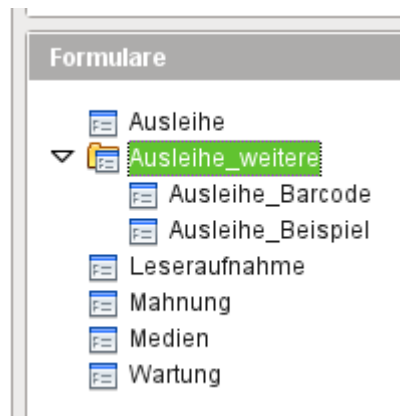 Formulare
Ausleihe
Ausleihe_weitere
Ausleihe_Barcode
Ausleihe_Beispiel
Leseraufnahme
Mahnung
Medien
Wartung